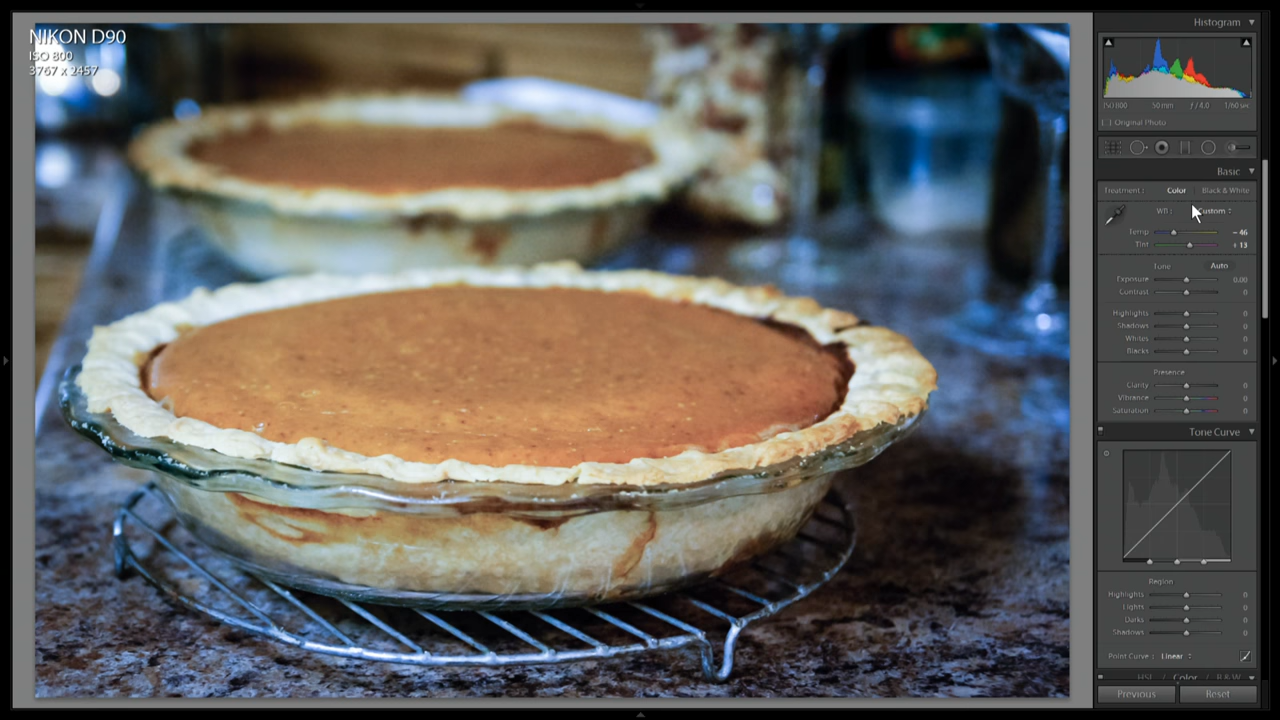 NIKON D90
ISO 800
3767 x 2457
Histogram
ISO 800 50 mm ƒ / 4.0 1/60 sec
Original Photo
Basic
Treatment : Color Black & White
WB : Custom
Temp - 46
Tint + 13
Tone Auto
Exposure 0.00
Contrast 0
Highlights 0
Shadows 0
Whites 0
Blacks 0
Presence
Clarity 0
Vibrance 0
Saturation 0
Tone Curve
Region
Highlights 0
Lights 0
Darks 0
Shadows 0
Point Curve : Linear
HSL / Color / B & W
Previous Reset